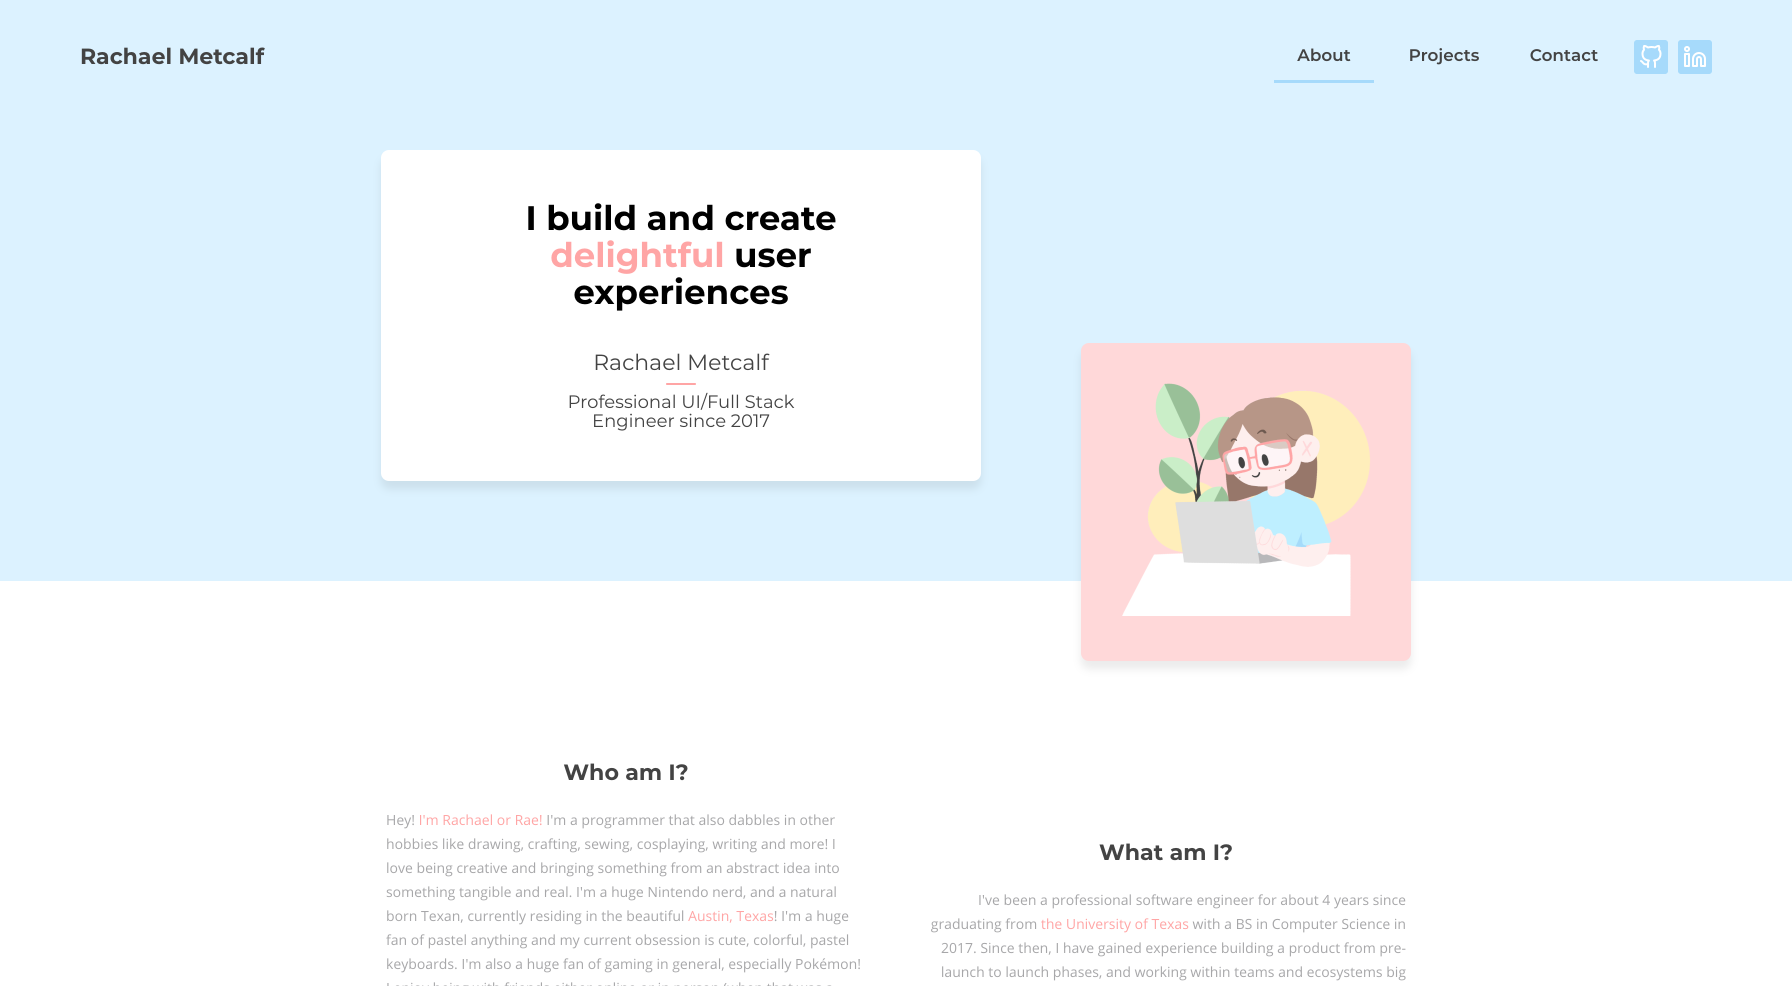 Rachael Metcalf
About
Projects
Contact
I build and create
delightful user
experiences
Rachael Metcalf
Professional UI/Full Stack
Engineer since 2017
Who am I?
Hey! I'm Rachael or Rae! I'm a programmer that also dabbles in other
hobbies like drawing, crafting, sewing, cosplaying, writing and more! I
love being creative and bringing something from an abstract idea into
something tangible and real. I'm a huge Nintendo nerd, and a natural
born Texan, currently residing in the beautiful Austin, Texas! I'm a huge
fan of pastel anything and my current obsession is cute, colorful, pastel
keyboards. I'm also a huge fan of gaming in general, especially Pokémon!
What am I?
I've been a professional software engineer for about 4 years since
graduating from the University of Texas with a BS in Computer Science in
2017. Since then, I have gained experience building a product from pre-
launch to launch phases, and working within teams and ecosystems big